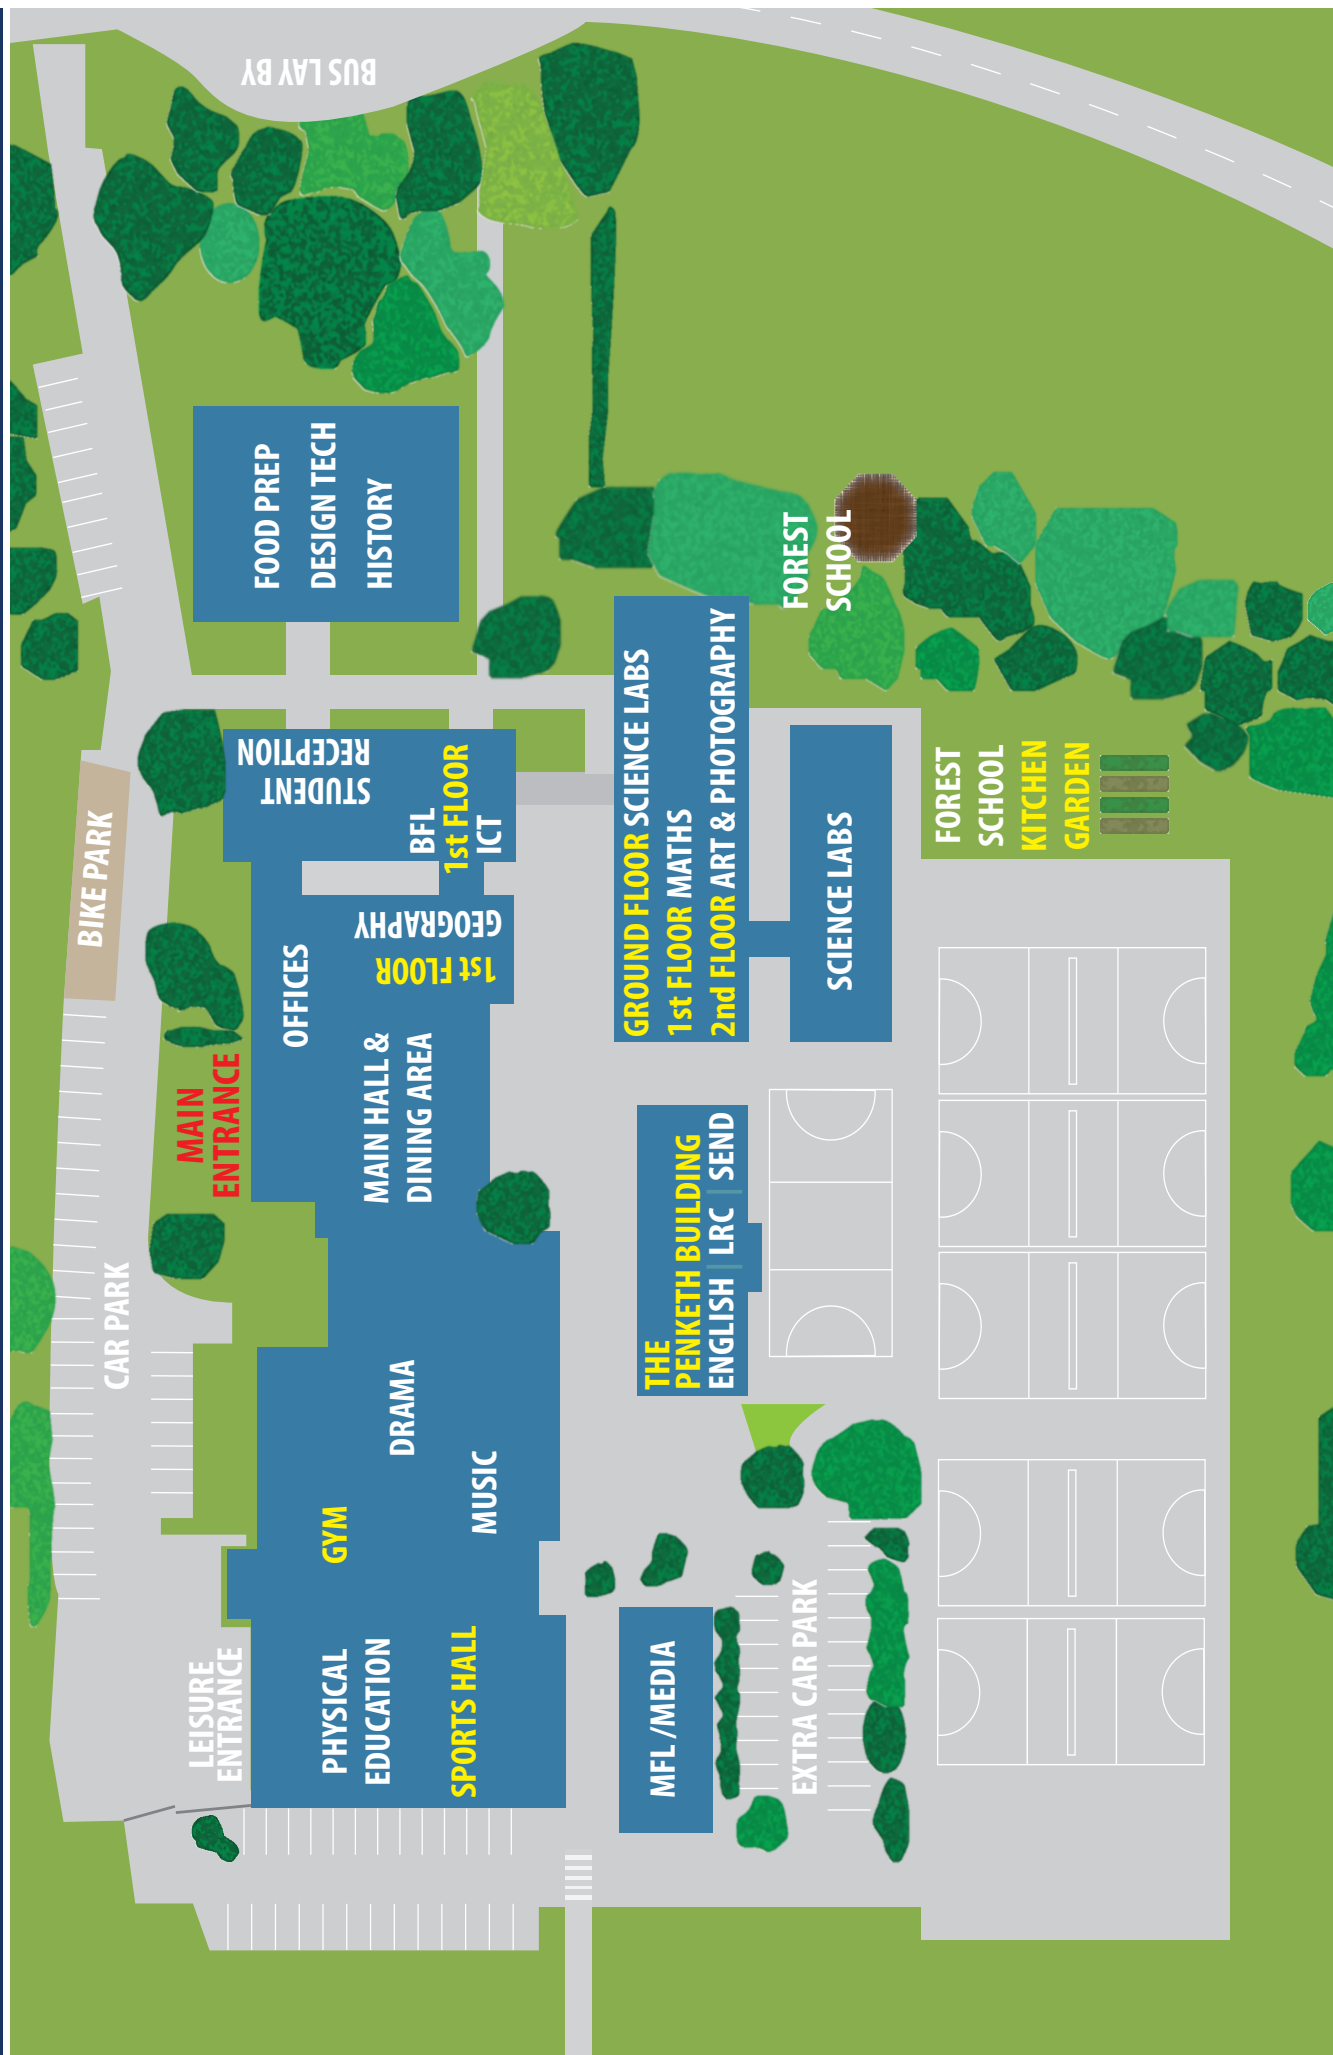 BUS LAY BY
FOOD PREP
DESIGN TECH
HISTORY
FOREST
SCHOOL
STUDENT
RECEPTION
BFL
1st FLOOR
ICT
GROUND FLOOR SCIENCE LABS
1st FLOOR MATHS
2nd FLOOR ART & PHOTOGRAPHY
SCIENCE LABS
FOREST
SCHOOL
KITCHEN
GARDEN
BIKE PARK
OFFICES
1st FLOOR
GEOGRAPHY
MAIN
ENTRANCE
MAIN HALL &
DINING AREA
THE
PENKETH BUILDING
ENGLISH | LRC | SEND
CAR PARK
DRAMA
MUSIC
GYM
LEISURE
ENTRANCE
PHYSICAL
EDUCATION
SPORTS HALL
MFL/MEDIA
EXTRA CAR PARK